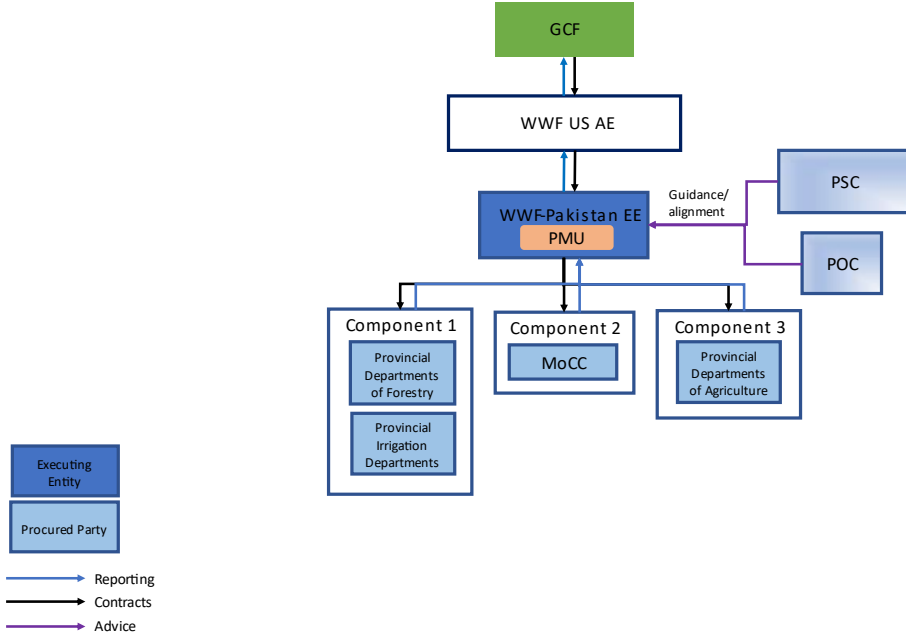 GCF
WWF US AE
WWF-Pakistan EE
PMU
Guidance/
alignment
PSC
POC
Component 1
Provincial
Departments
of Forestry
Provincial
Irrigation
Departments
Component 2
MoCC
Component 3
Provincial
Departments
of Agriculture
Executing
Entity
Procured Party
Reporting
Contracts
Advice